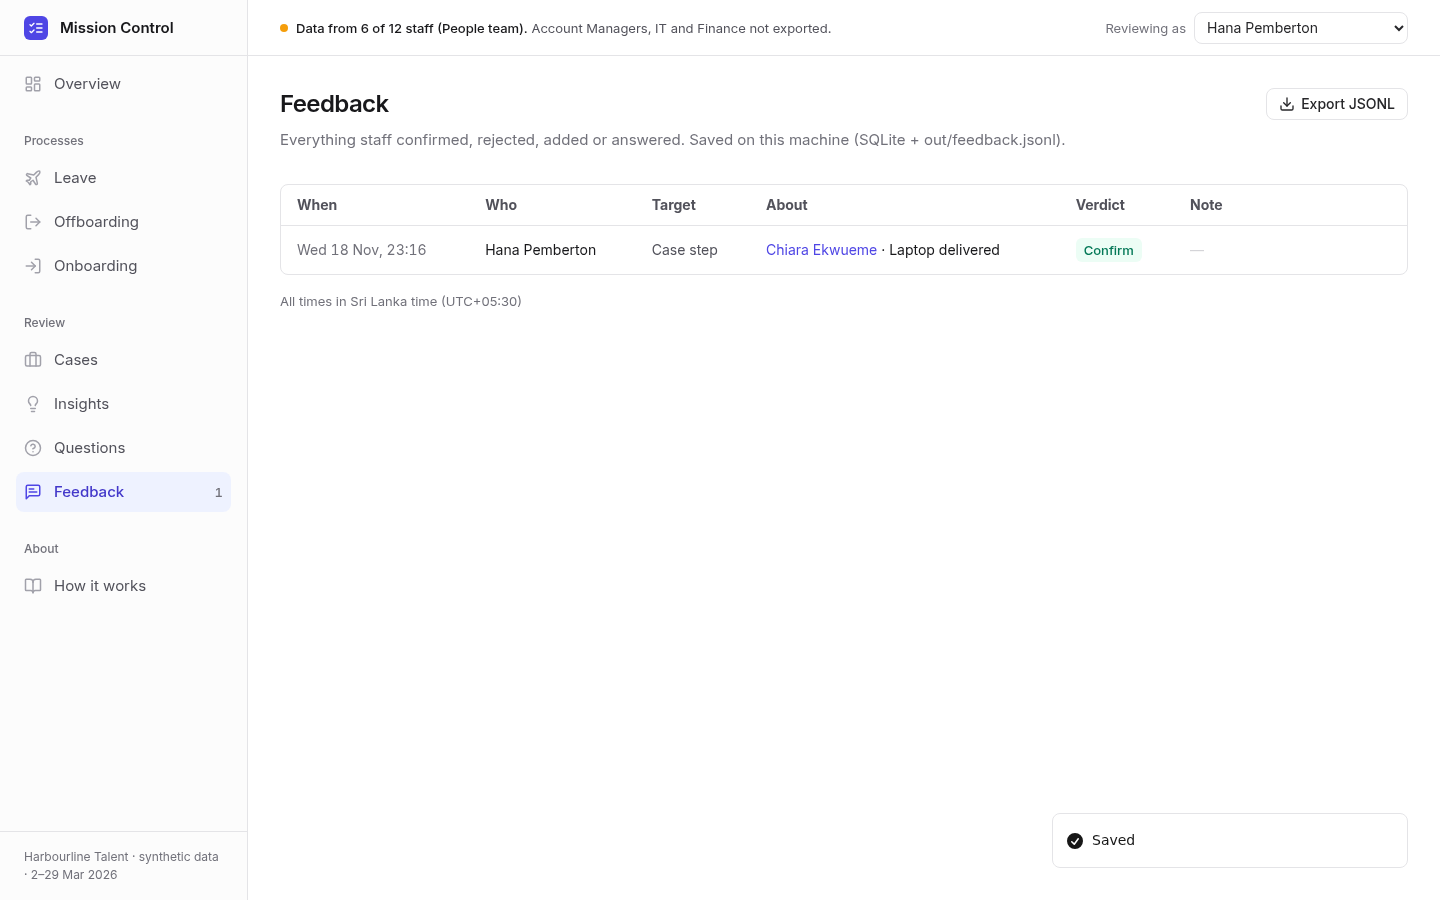 Mission Control
Data from 6 of 12 staff (People team). Account Managers, IT and Finance not exported.
Reviewing as
Hana Pemberton
Overview
Processes
Leave
Offboarding
Onboarding
Review
Cases
Insights
Questions
Feedback 1
About
How it works
Harbourline Talent · synthetic data
· 2–29 Mar 2026
Feedback
Export JSONL
Everything staff confirmed, rejected, added or answered. Saved on this machine (SQLite + out/feedback.jsonl).
When Who Target About Verdict Note
Wed 18 Nov, 23:16 Hana Pemberton Case step Chiara Ekwueme · Laptop delivered Confirm —
All times in Sri Lanka time (UTC+05:30)
Saved